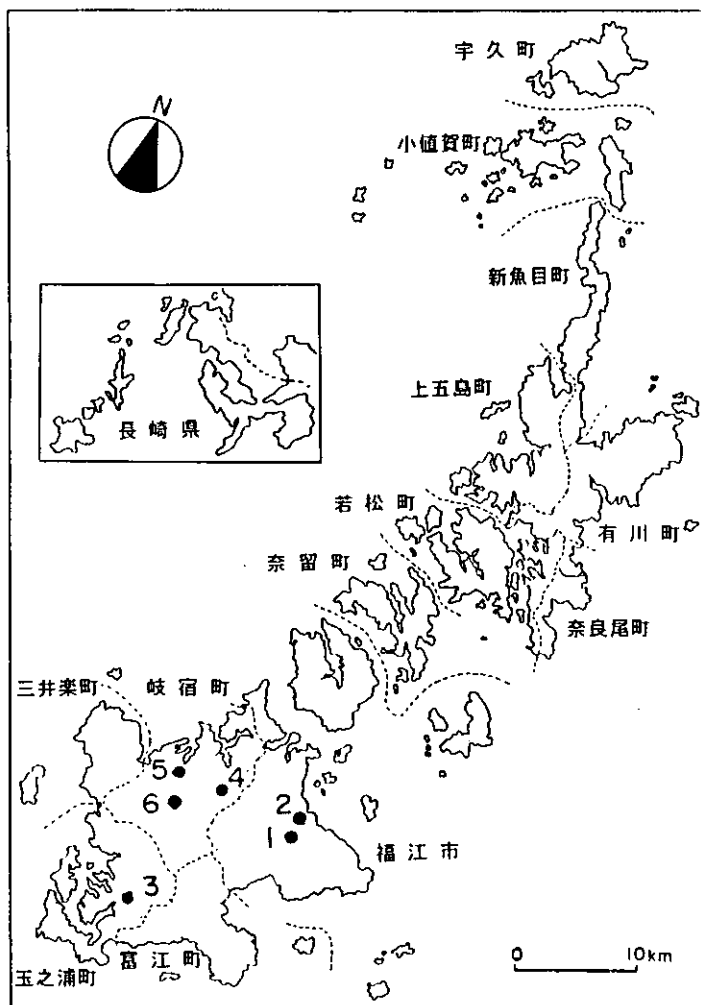 宇久町
N
小値賀町
新魚目町
長崎県
上五島町
若松町
有川町
奈留町
奈良尾町
三井楽町
岐宿町
5
4
6
2
1
福江市
3
富江町
玉之浦町
0 10km